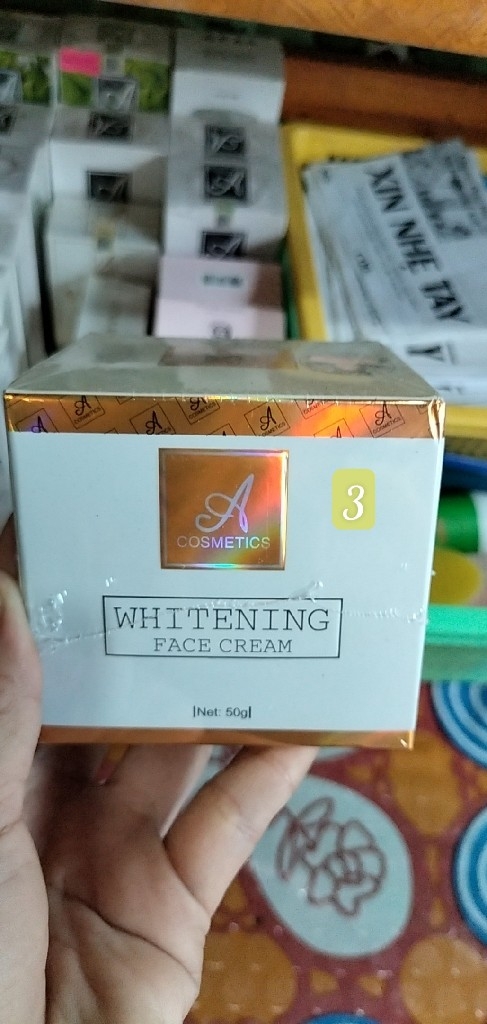 XIN NHE TAY
A
COSMETICS
3
WHITENING
FACE CREAM
|Net: 50g|